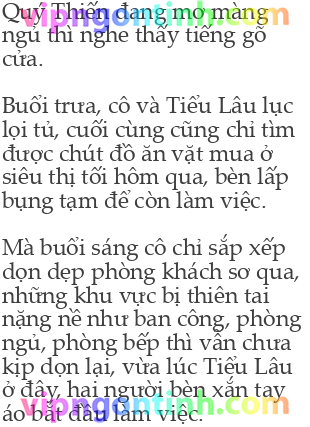 Quý Thiến đang mơ màng
ngủ thì nghe thấy tiếng gõ
cửa.
Buổi trưa, cô và Tiểu Lâu lục
lọi tủ, cuối cùng cũng chỉ tìm
được chút đồ ăn vặt mua ở
siêu thị tối hôm qua, bèn lấp
bụng tạm để còn làm việc.
Mà buổi sáng cô chỉ sắp xếp
dọn dẹp phòng khách sơ qua,
những khu vực bị thiên tai
nặng nề như ban công, phòng
ngủ, phòng bếp thì vẫn chưa
kịp dọn lại, vừa lúc Tiểu Lâu
ở đây, hai người bèn xắn tay
áo bắt đầu làm việc.
vipngontinh.com
vipngontinh.com